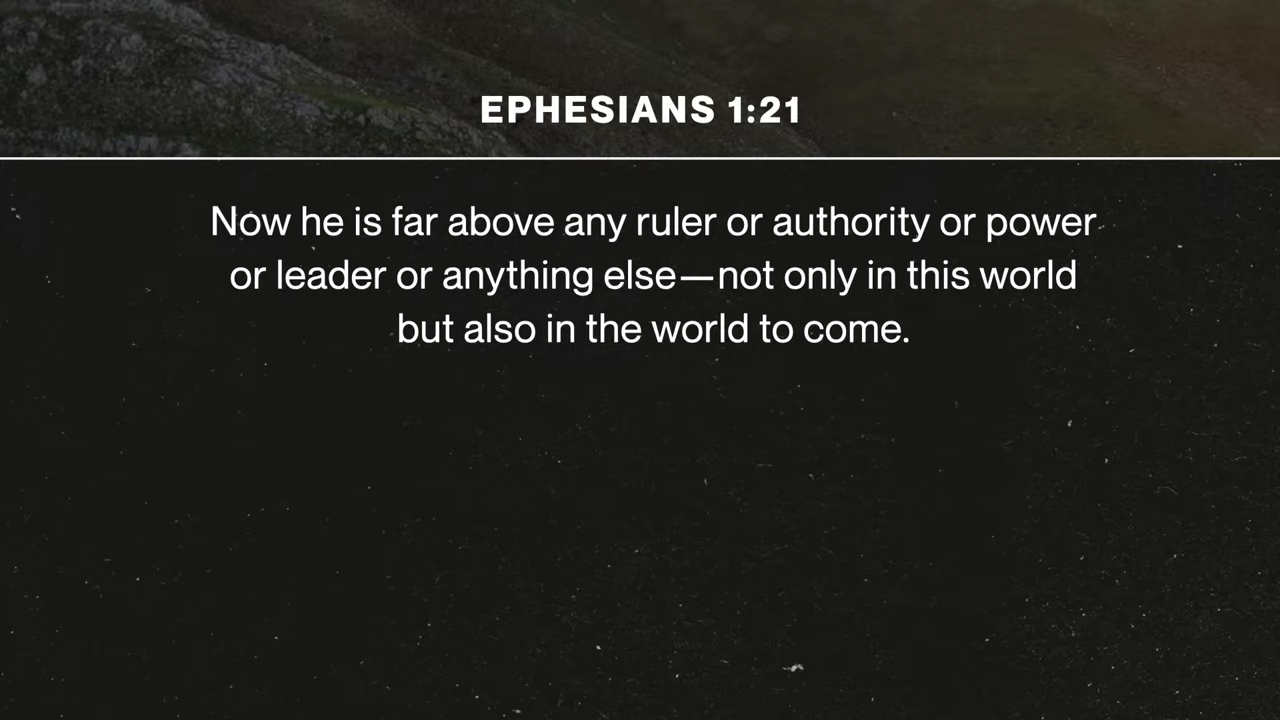 EPHESIANS 1:21
Now he is far above any ruler or authority or power
or leader or anything else—not only in this world
but also in the world to come.